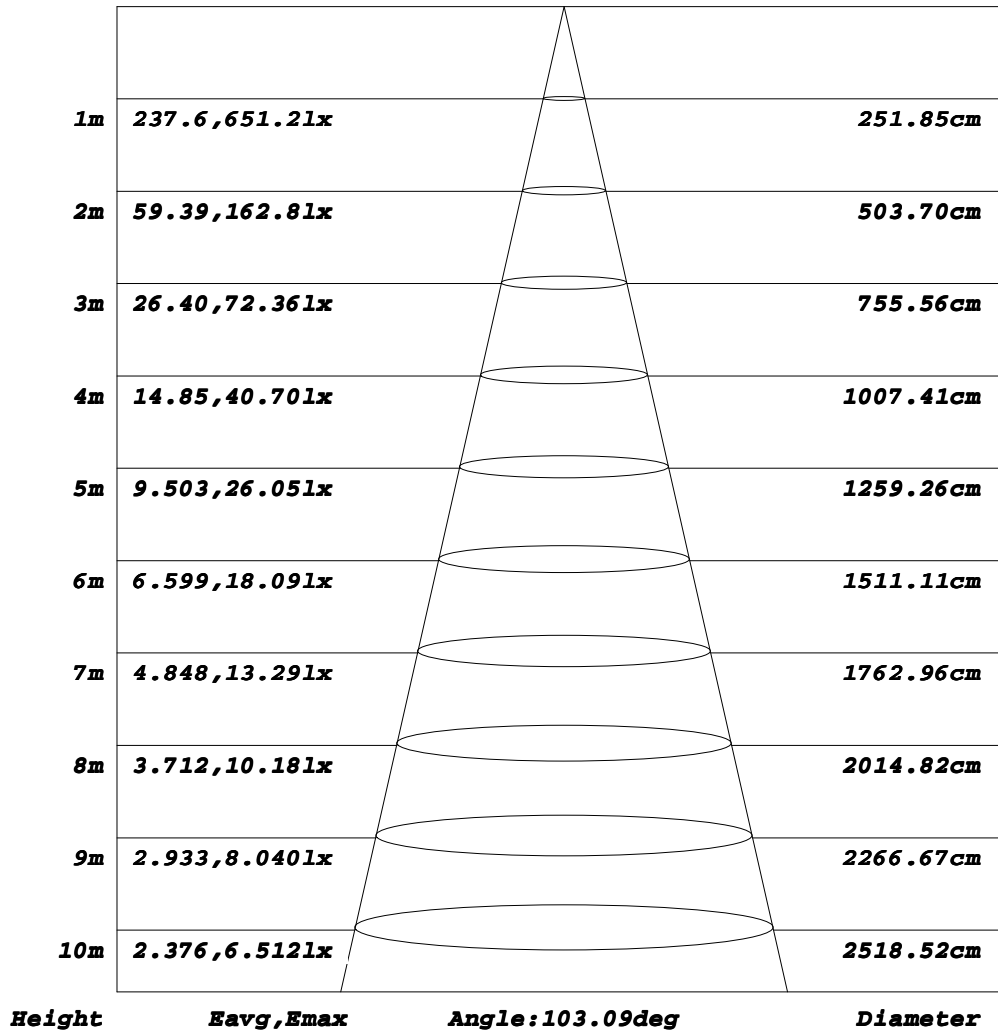 1m 237.6,651.2lx 251.85cm
2m 59.39,162.8lx 503.70cm
3m 26.40,72.36lx 755.56cm
4m 14.85,40.70lx 1007.41cm
5m 9.503,26.05lx 1259.26cm
6m 6.599,18.09lx 1511.11cm
7m 4.848,13.29lx 1762.96cm
8m 3.712,10.18lx 2014.82cm
9m 2.933,8.040lx 2266.67cm
10m 2.376,6.512lx 2518.52cm
Height Eavg,Emax Angle:103.09deg Diameter